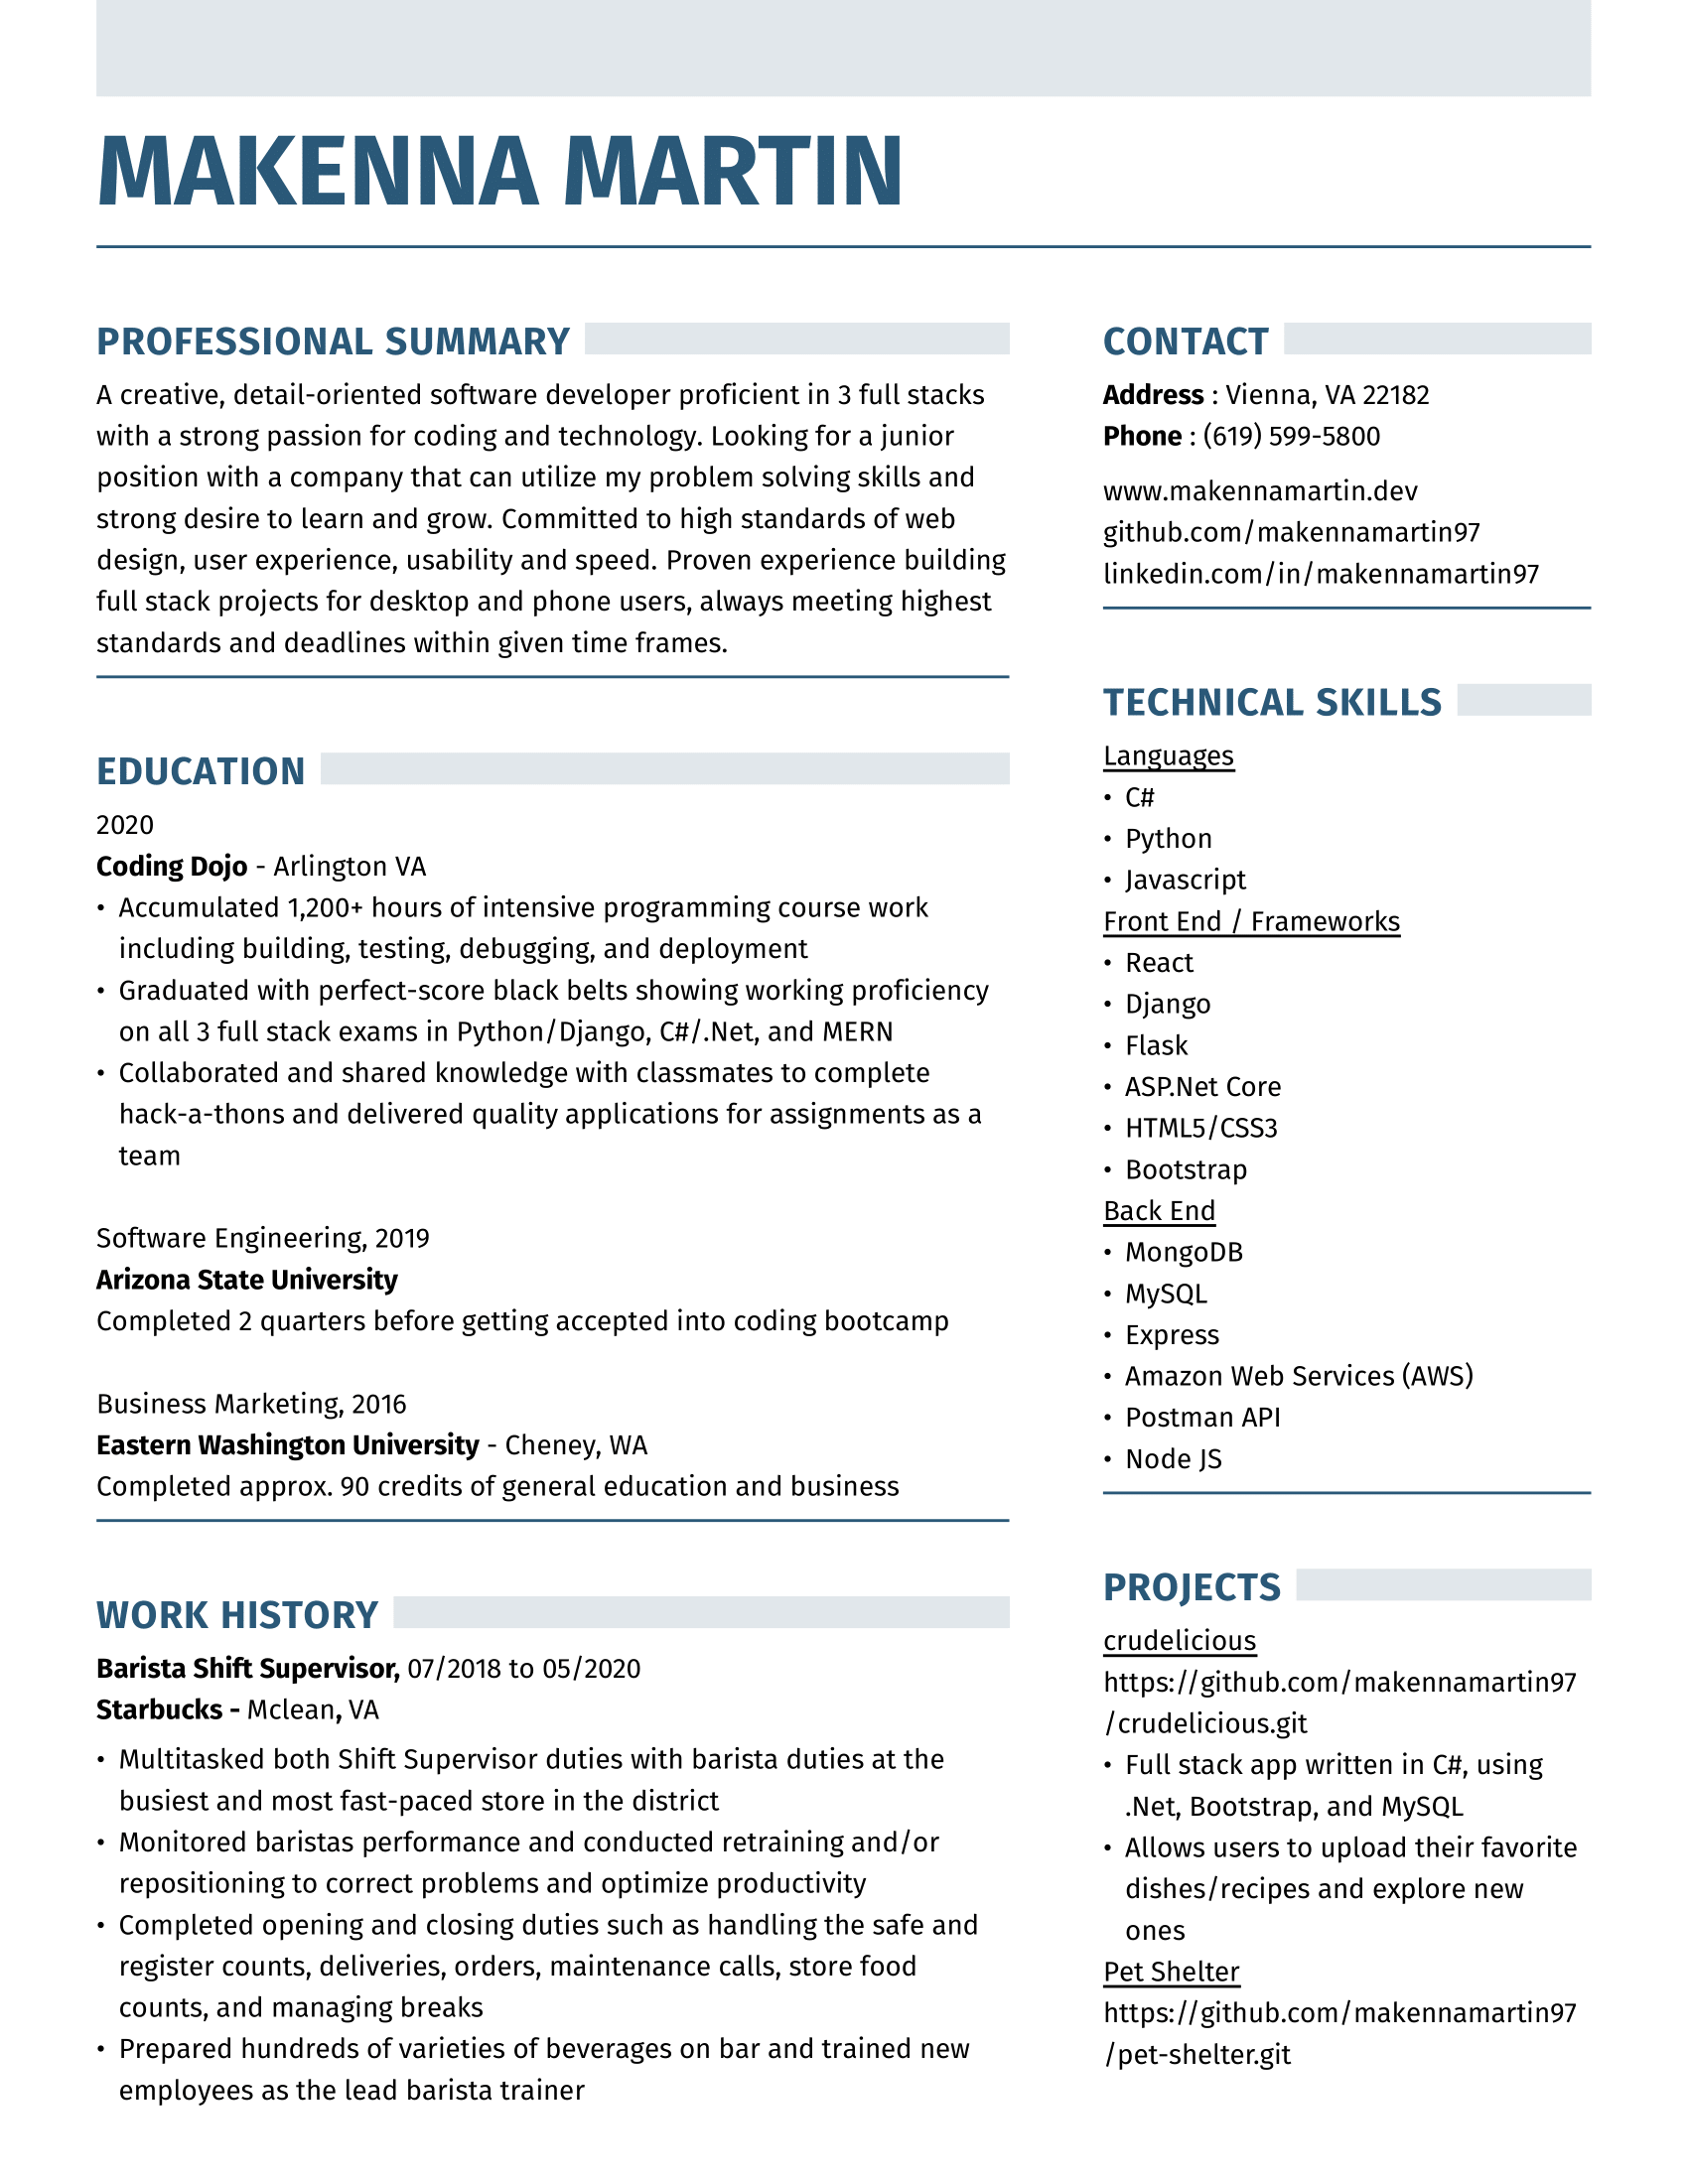 MAKENNA MARTIN
PROFESSIONAL SUMMARY
A creative, detail-oriented software developer proficient in 3 full stacks
with a strong passion for coding and technology. Looking for a junior
position with a company that can utilize my problem solving skills and
strong desire to learn and grow. Committed to high standards of web
design, user experience, usability and speed. Proven experience building
full stack projects for desktop and phone users, always meeting highest
standards and deadlines within given time frames.
EDUCATION
2020
Coding Dojo - Arlington VA
• Accumulated 1,200+ hours of intensive programming course work
including building, testing, debugging, and deployment
• Graduated with perfect-score black belts showing working proficiency
on all 3 full stack exams in Python/Django, C#/.Net, and MERN
• Collaborated and shared knowledge with classmates to complete
hack-a-thons and delivered quality applications for assignments as a
team
Software Engineering, 2019
Arizona State University
Completed 2 quarters before getting accepted into coding bootcamp
Business Marketing, 2016
Eastern Washington University - Cheney, WA
Completed approx. 90 credits of general education and business
WORK HISTORY
Barista Shift Supervisor, 07/2018 to 05/2020
Starbucks - Mclean, VA
• Multitasked both Shift Supervisor duties with barista duties at the
busiest and most fast-paced store in the district
• Monitored baristas performance and conducted retraining and/or
repositioning to correct problems and optimize productivity
• Completed opening and closing duties such as handling the safe and
register counts, deliveries, orders, maintenance calls, store food
counts, and managing breaks
• Prepared hundreds of varieties of beverages on bar and trained new
employees as the lead barista trainer
CONTACT
Address : Vienna, VA 22182
Phone : (619) 599-5800
www.makennamartin.dev
github.com/makennamartin97
linkedin.com/in/makennamartin97
TECHNICAL SKILLS
Languages
• C#
• Python
• Javascript
Front End / Frameworks
• React
• Django
• Flask
• ASP.Net Core
• HTML5/CSS3
• Bootstrap
Back End
• MongoDB
• MySQL
• Express
• Amazon Web Services (AWS)
• Postman API
• Node JS
PROJECTS
crudelicious
https://github.com/makennamartin97
/crudelicious.git
• Full stack app written in C#, using
.Net, Bootstrap, and MySQL
• Allows users to upload their favorite
dishes/recipes and explore new
ones
Pet Shelter
https://github.com/makennamartin97
/pet-shelter.git